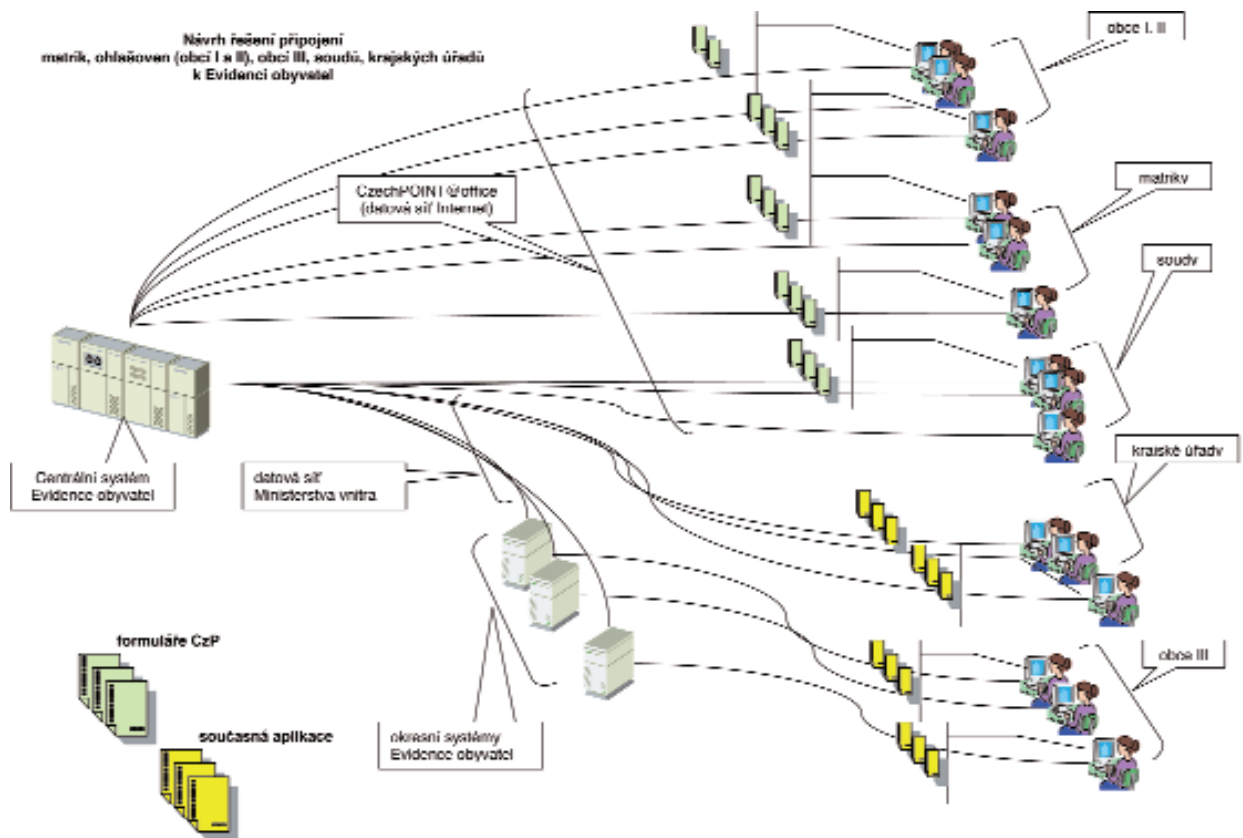 Návrh řešení připojení
matrik, ohlašoven (obcí I a II), obcí III, soudů, krajských úřadů
k Evidenci obyvatel
obce I. II
CzechPOINT@office
(datová síť Internet)
matriky
soudy
krajské úřady
Centrální systém
Evidence obyvatel
datová síť
Ministerstva vnitra
formuláře CzP
obce III
současná aplikace
okresní systémy
Evidence obyvatel